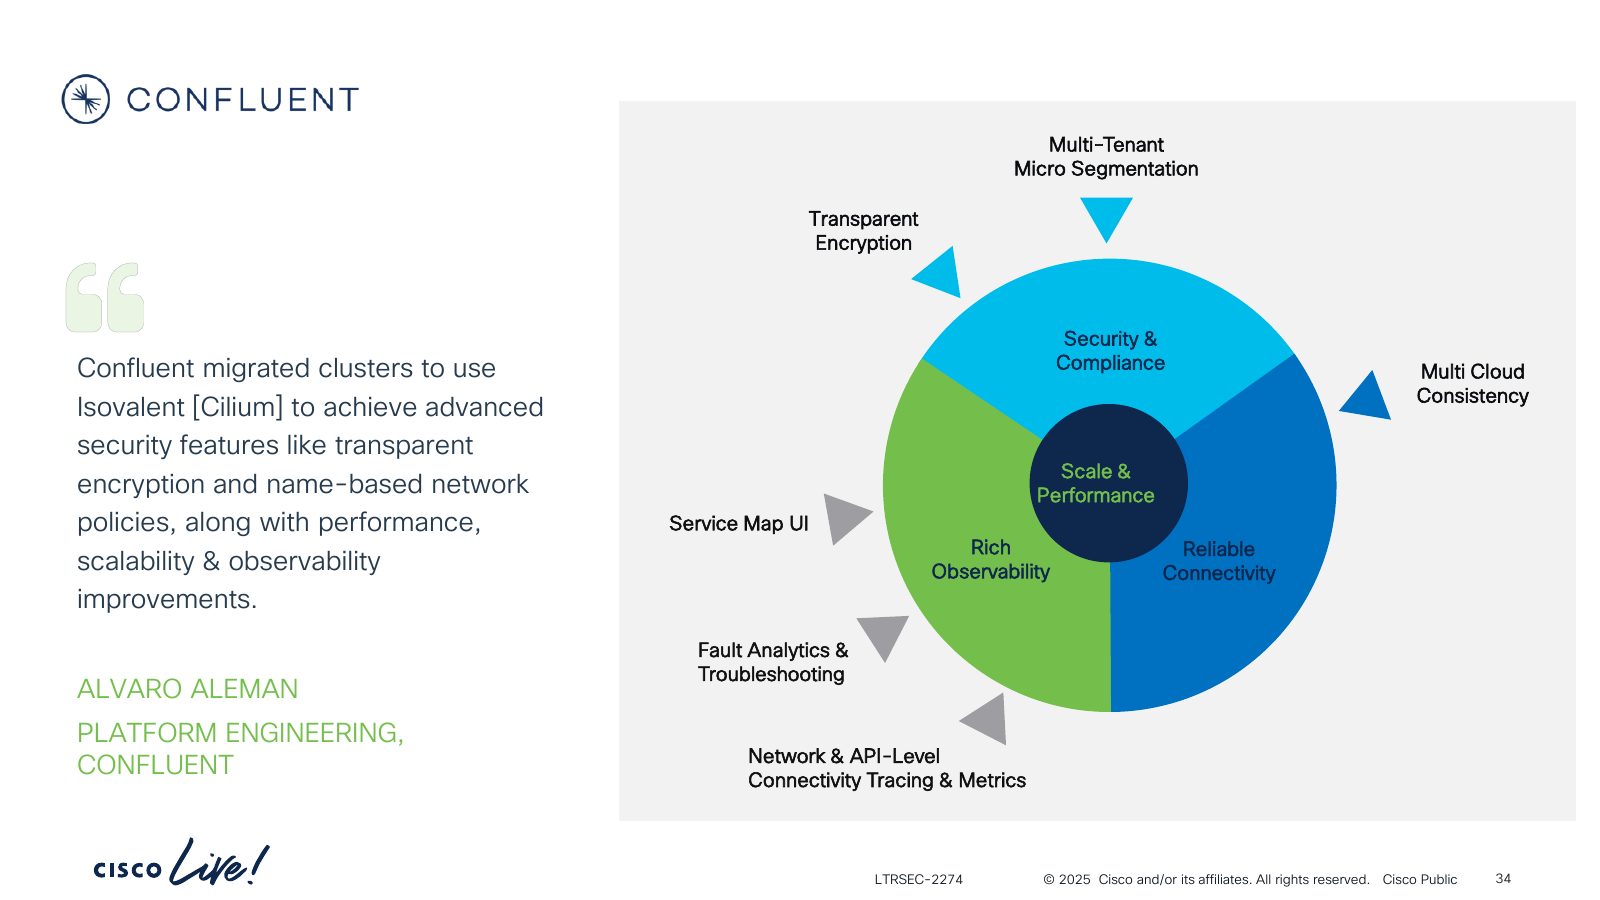 CONFLUENT
Confluent migrated clusters to use
Isovalent [Cilium] to achieve advanced
security features like transparent
encryption and name-based network
policies, along with performance,
scalability & observability
improvements.
ALVARO ALEMAN
PLATFORM ENGINEERING,
CONFLUENT
Multi-Tenant
Micro Segmentation
Transparent
Encryption
Security &
Compliance
Multi Cloud
Consistency
Scale &
Performance
Service Map UI
Rich
Observability
Reliable
Connectivity
Fault Analytics &
Troubleshooting
Network & API-Level
Connectivity Tracing & Metrics
CISCO Live!
LTRSEC-2274
© 2025 Cisco and/or its affiliates. All rights reserved. Cisco Public
34